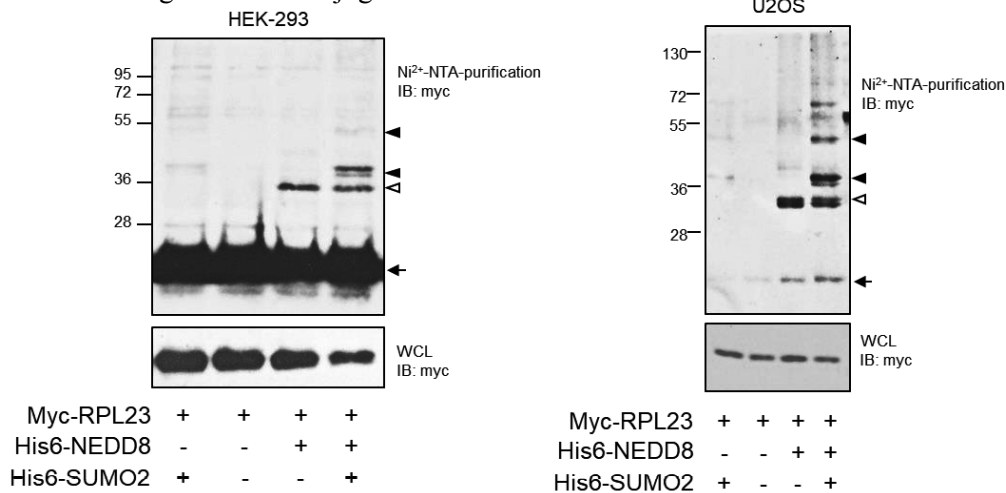 HEK-293
95
72
55
36
28
Ni²⁺-NTA-purification
IB: myc
WCL
IB: myc
Myc-RPL23 + + + +
His6-NEDD8 - - + +
His6-SUMO2 + - - +
U2OS
130
72
55
36
28
Ni²⁺-NTA-purification
IB: myc
WCL
IB: myc
Myc-RPL23 + + + +
His6-NEDD8 - - + +
His6-SUMO2 + - - +